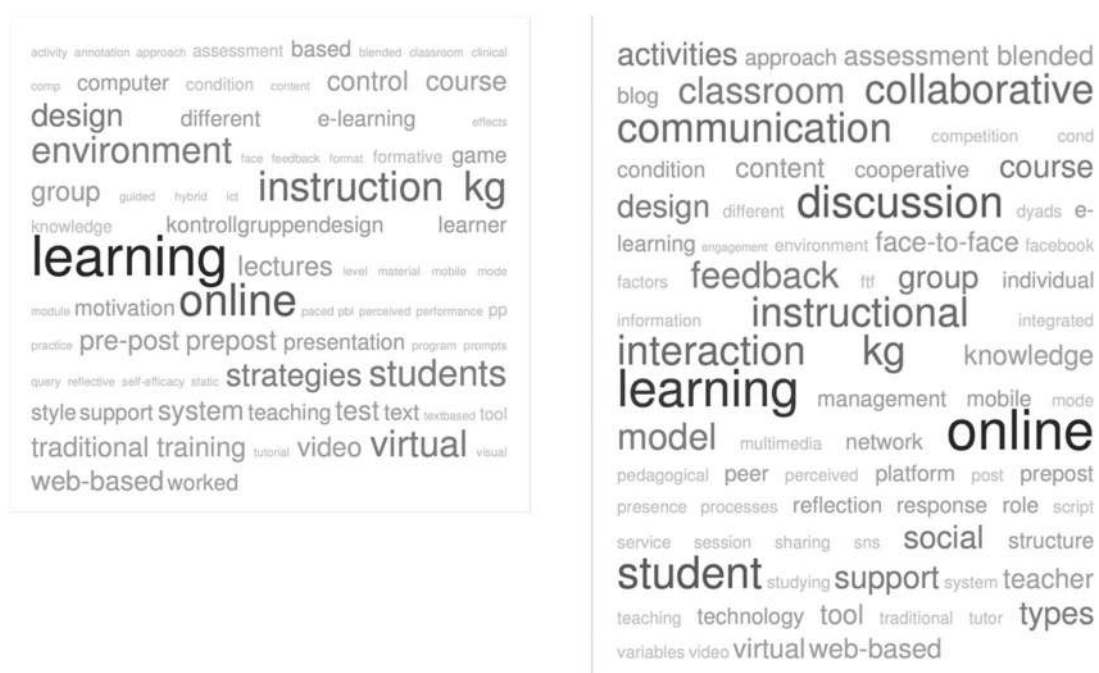 activity annotation approach assessment based blended classroom clinical
comp computer condition content control course
design different e-learning effects
environment face feedback format formative game
group guided hybrid ict instruction kg
knowledge kontrollgruppendesign learner
learning lectures level material mobile mode
module motivation online paced pbl perceived performance pp
practice pre-post prepost presentation program prompts
query reflective self-efficacy static strategies students
style support system teaching test text textbased tool
traditional training tutorial video virtual visual
web-based worked
activities approach assessment blended
blog classroom collaborative
communication competition cond
condition content cooperative course
design different discussion dyads e-
learning engagement environment face-to-face facebook
factors feedback ftf group individual
information instructional integrated
interaction kg knowledge
learning management mobile mode
model multimedia network online
pedagogical peer perceived platform post prepost
presence processes reflection response role script
service session sharing sns social structure
student studying support system teacher
teaching technology tool traditional tutor types
variables video virtual web-based